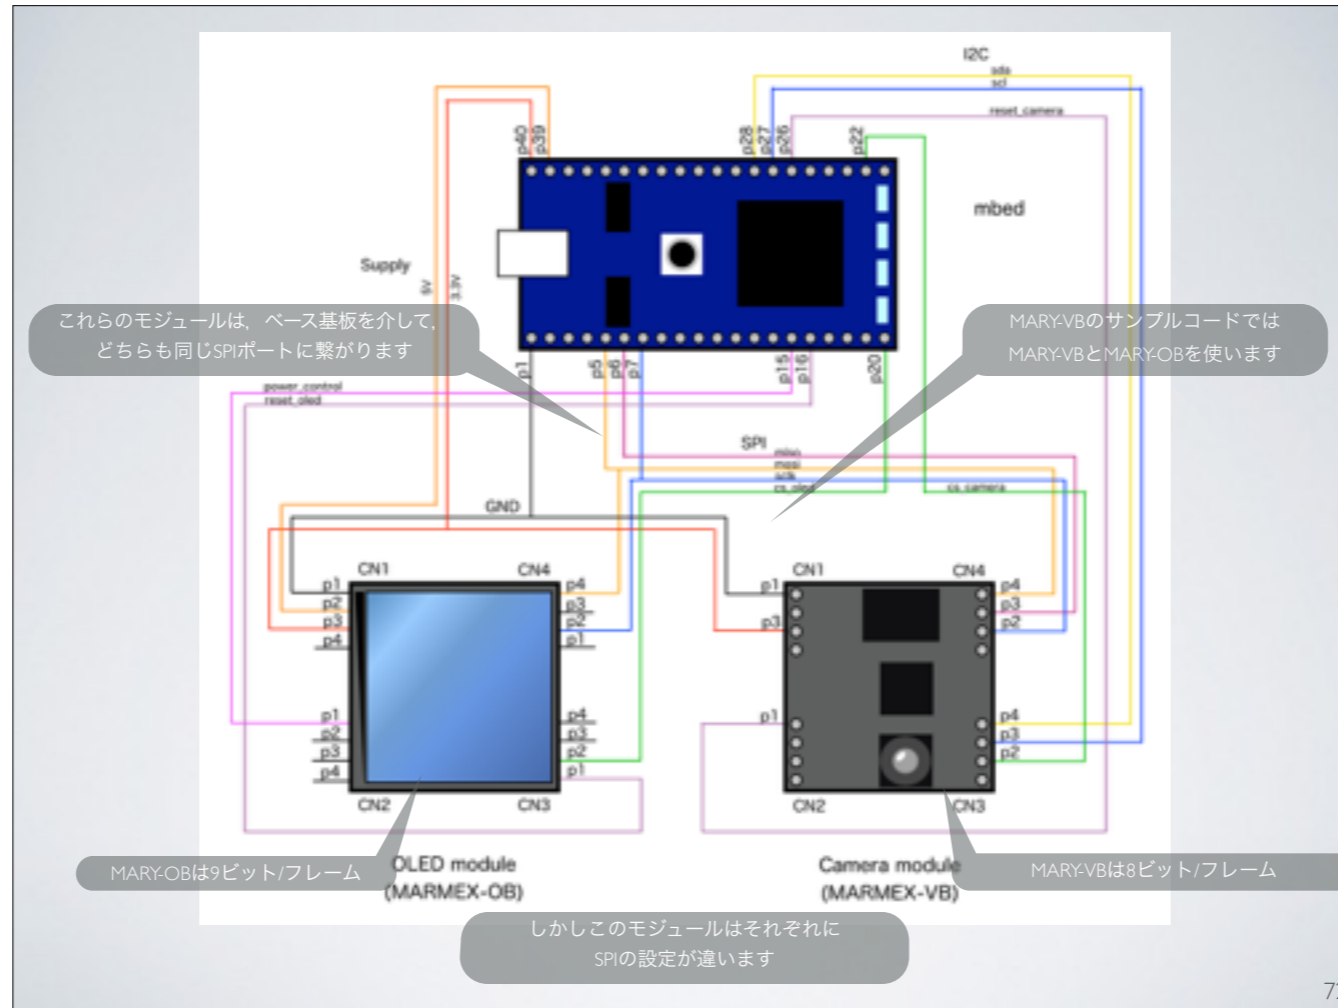 I2C
sda
scl
reset_camera
p40
p39
p28
p27
p26
p22
mbed
Supply
5V
3.3V
これらのモジュールは，ベース基板を介して，
どちらも同じSPIポートに繋がります
MARY-VBのサンプルコードでは
MARY-VBとMARY-OBを使います
p1
p5
p6
p7
p15
p16
p20
power_control
reset_oled
SPI
miso
mosi
sclk
cs_oled
cs_camera
GND
CN1
CN4
p1
p2
p3
p4
p4
p3
p2
p1
p1
p2
p3
p4
p4
p3
p2
p1
CN2
CN3
CN1
CN4
p1
p3
p4
p3
p2
p1
p4
p3
p2
CN2
CN3
MARY-OBは9ビット/フレーム
OLED module
(MARMEX-OB)
Camera module
(MARMEX-VB)
MARY-VBは8ビット/フレーム
しかしこのモジュールはそれぞれに
SPIの設定が違います